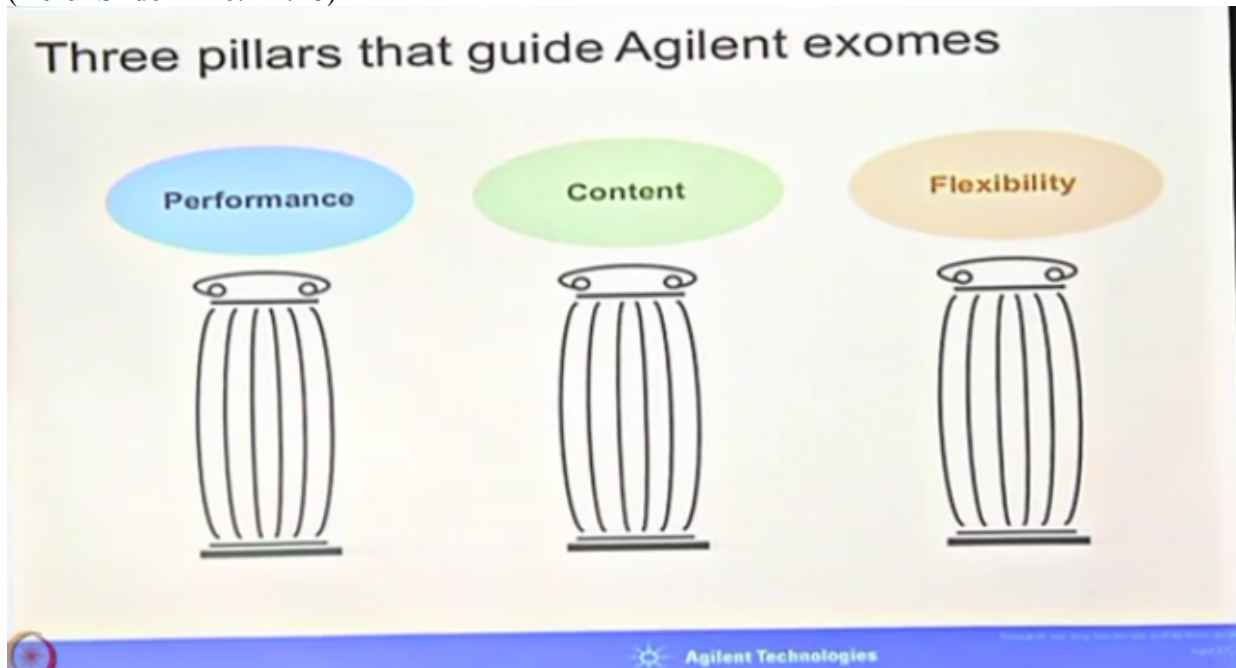 Three pillars that guide Agilent exomes
Performance
Content
Flexibility
Agilent Technologies